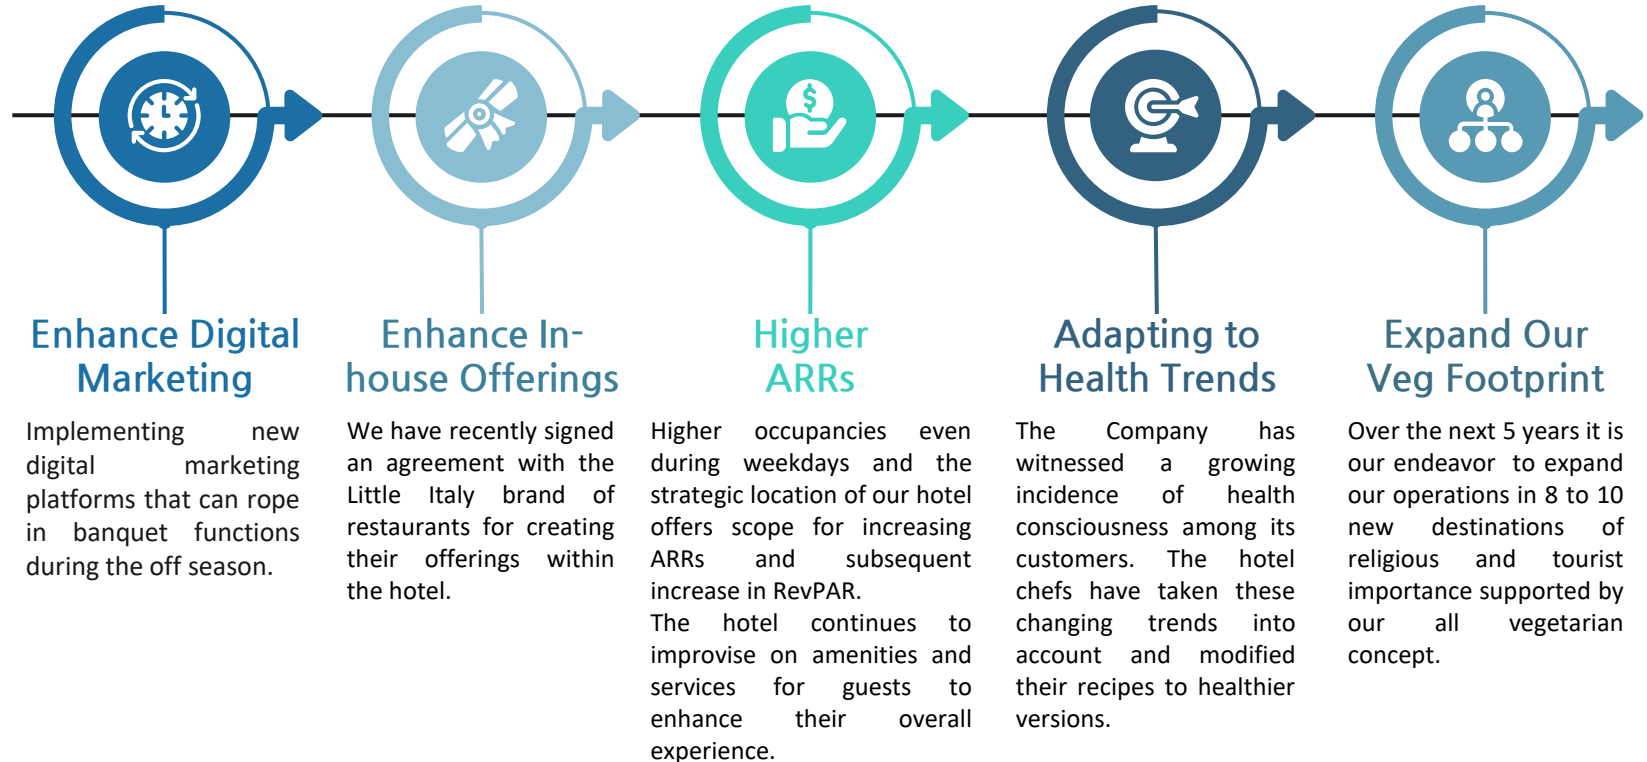 Enhance Digital
Marketing
Implementing new
digital marketing
platforms that can rope
in banquet functions
during the off season.
Enhance In-
house Offerings
We have recently signed
an agreement with the
Little Italy brand of
restaurants for creating
their offerings within
the hotel.
$
Higher
ARRs
Higher occupancies even
during weekdays and the
strategic location of our hotel
offers scope for increasing
ARRs and subsequent
increase in RevPAR.
The hotel continues to
improvise on amenities and
services for guests to
enhance their overall
experience.
Adapting to
Health Trends
The Company has
witnessed a growing
incidence of health
consciousness among its
customers. The hotel
chefs have taken these
changing trends into
account and modified
their recipes to healthier
versions.
Expand Our
Veg Footprint
Over the next 5 years it is
our endeavor to expand
our operations in 8 to 10
new destinations of
religious and tourist
importance supported by
our all vegetarian
concept.